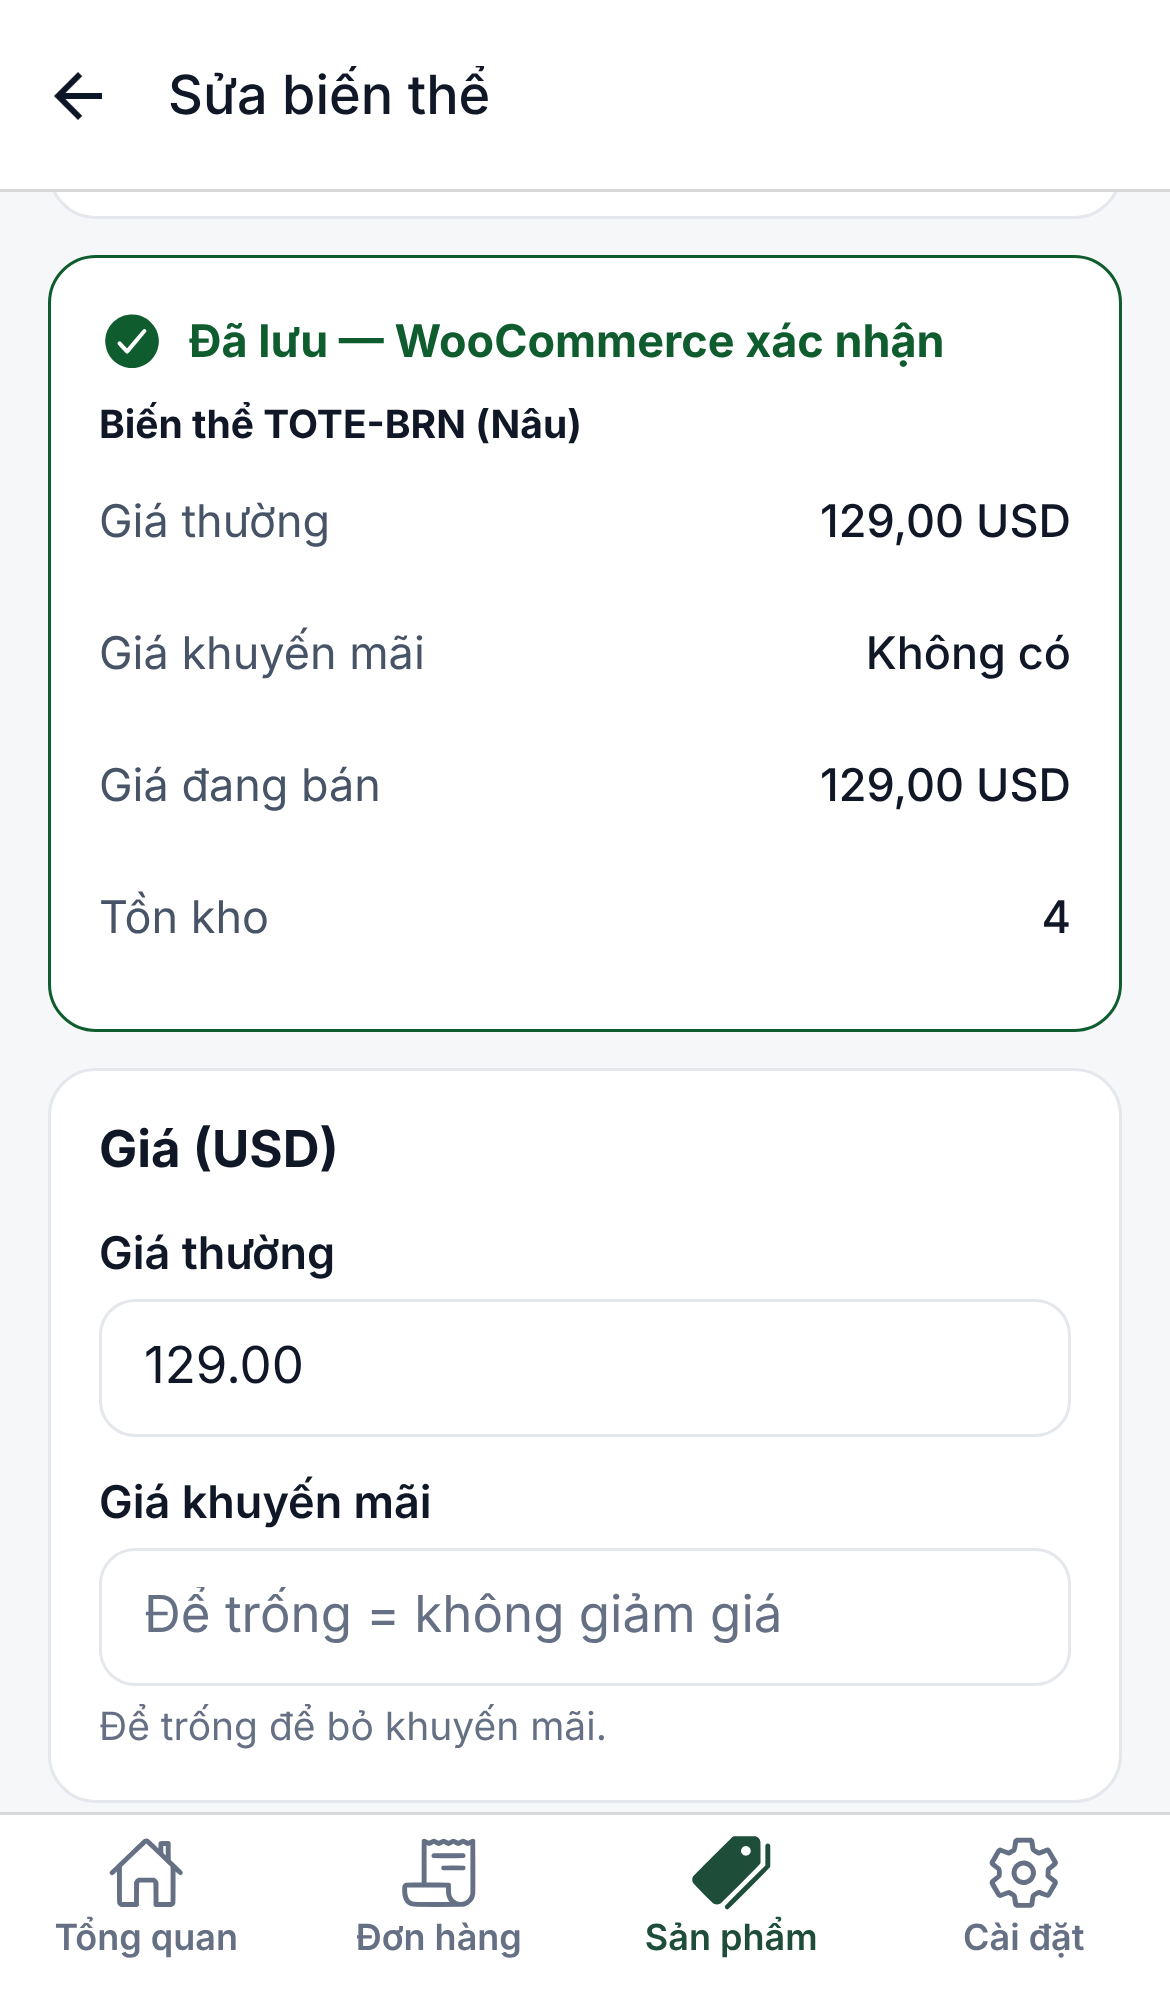 Sửa biến thể
Đã lưu — WooCommerce xác nhận
Biến thể TOTE-BRN (Nâu)
Giá thường 129,00 USD
Giá khuyến mãi Không có
Giá đang bán 129,00 USD
Tồn kho 4
Giá (USD)
Giá thường
129.00
Giá khuyến mãi
Để trống = không giảm giá
Để trống để bỏ khuyến mãi.
Tổng quan Đơn hàng Sản phẩm Cài đặt